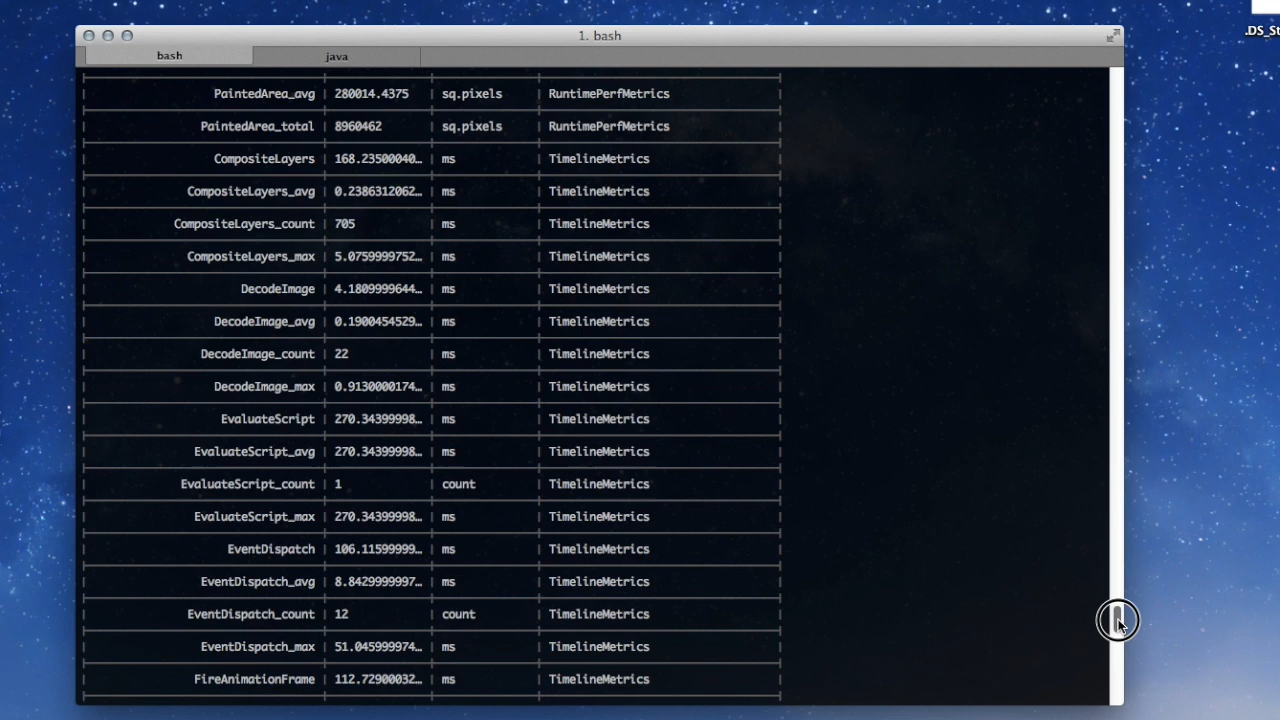 1. bash
.DS_St
bash java
PaintedArea_avg | 280014.4375 | sq.pixels | RuntimePerfMetrics
PaintedArea_total | 8960462 | sq.pixels | RuntimePerfMetrics
CompositeLayers | 168.23500040… | ms | TimelineMetrics
CompositeLayers_avg | 0.2386312062… | ms | TimelineMetrics
CompositeLayers_count | 705 | ms | TimelineMetrics
CompositeLayers_max | 5.0759999752… | ms | TimelineMetrics
DecodeImage | 4.1809999644… | ms | TimelineMetrics
DecodeImage_avg | 0.1900454529… | ms | TimelineMetrics
DecodeImage_count | 22 | ms | TimelineMetrics
DecodeImage_max | 0.9130000174… | ms | TimelineMetrics
EvaluateScript | 270.34399998… | ms | TimelineMetrics
EvaluateScript_avg | 270.34399998… | ms | TimelineMetrics
EvaluateScript_count | 1 | count | TimelineMetrics
EvaluateScript_max | 270.34399998… | ms | TimelineMetrics
EventDispatch | 106.11599999… | ms | TimelineMetrics
EventDispatch_avg | 8.8429999997… | ms | TimelineMetrics
EventDispatch_count | 12 | count | TimelineMetrics
EventDispatch_max | 51.045999974… | ms | TimelineMetrics
FireAnimationFrame | 112.72900032… | ms | TimelineMetrics